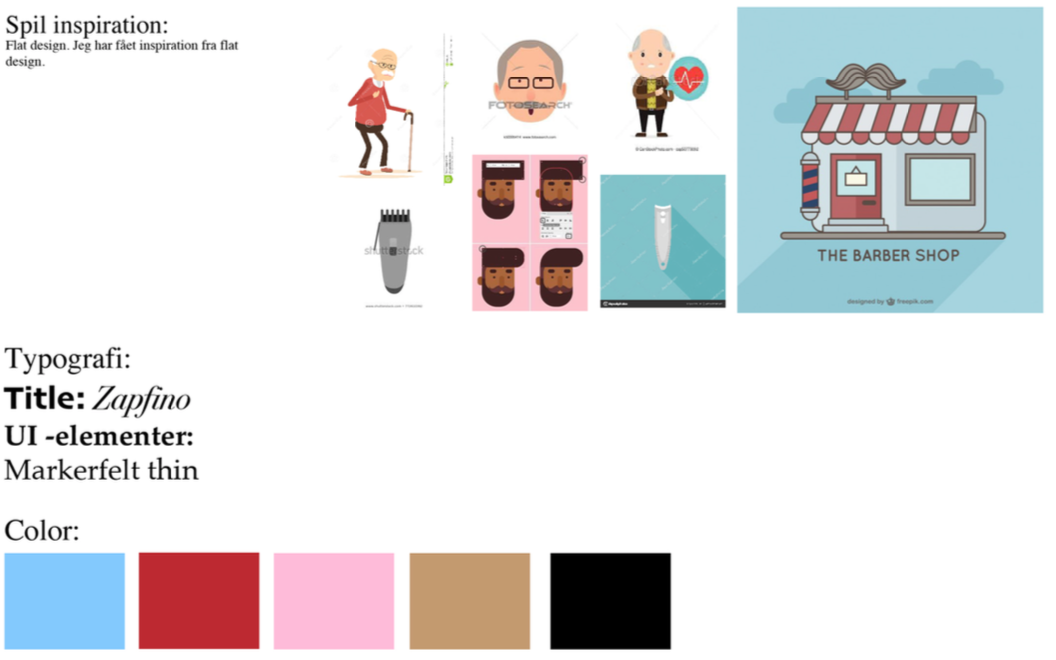 Spil inspiration:
Flat design. Jeg har fået inspiration fra flat
design.
FOTOSEARCH
shutterstock
THE BARBER SHOP
designed by freepik.com
Typografi:
Title: Zapfino
UI -elementer:
Markerfelt thin
Color: